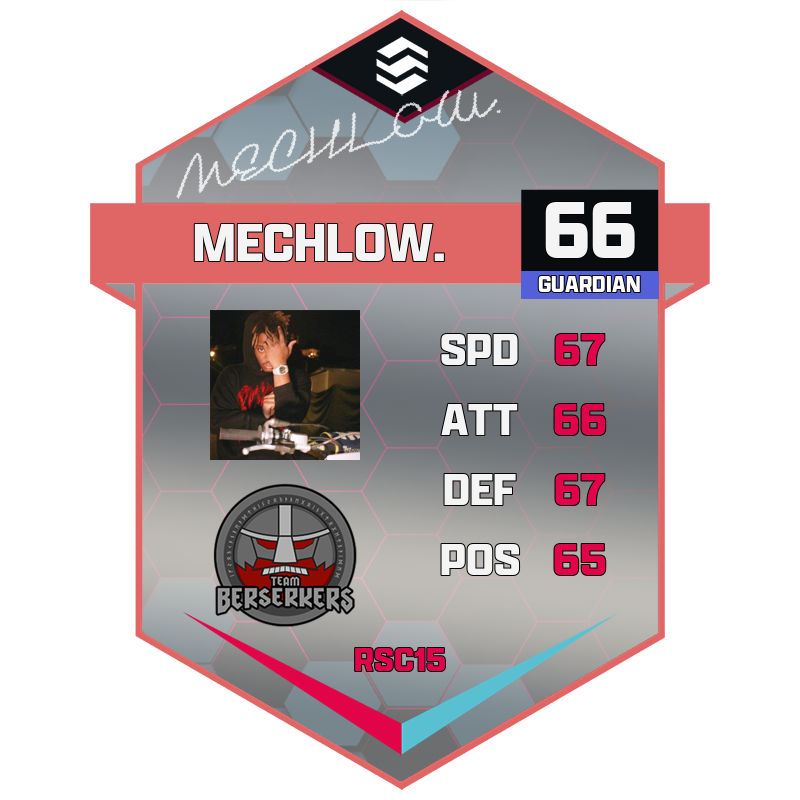 MECHLOW.
MECHLOW.
66
GUARDIAN
SPD 67
ATT 66
DEF 67
POS 65
TEAM
BERSERKERS
RSC15